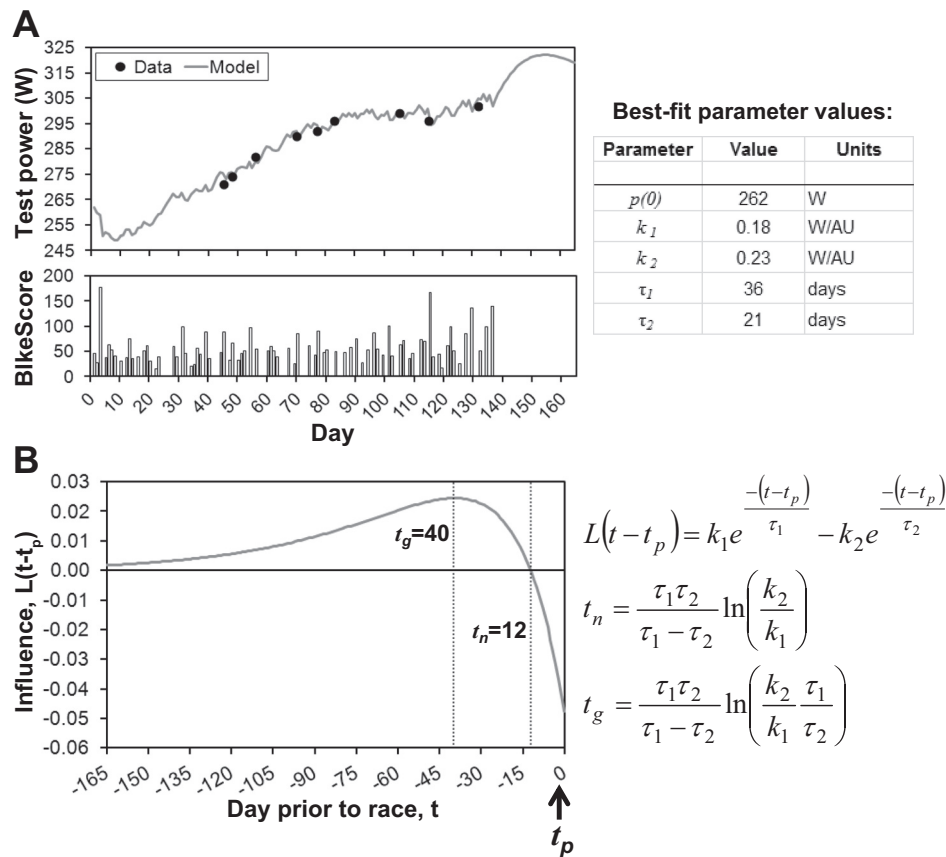 A
Test power (W)
325
315
305
295
285
275
265
255
245
Data
Model
BIkeScore
200
150
100
50
0
0 10 20 30 40 50 60 70 80 90 100 110 120 130 140 150 160
Day
Best-fit parameter values:
Parameter Value Units
p(0) 262 W
k₁ 0.18 W/AU
k₂ 0.23 W/AU
τ₁ 36 days
τ₂ 21 days
B
Influence, L(t-tₚ)
0.03
0.02
0.01
0.00
-0.01
-0.02
-0.03
-0.04
-0.05
-0.06
t_g=40
tₙ=12
-165 -150 -135 -120 -105 -90 -75 -60 -45 -30 -15 0
Day prior to race, t
tₚ
L(t−tₚ)=k₁e^(−(t−tₚ)/τ₁) −k₂e^(−(t−tₚ)/τ₂)
tₙ = τ₁τ₂/(τ₁−τ₂) ln(k₂/k₁)
t_g = τ₁τ₂/(τ₁−τ₂) ln(k₂/k₁ τ₁/τ₂)